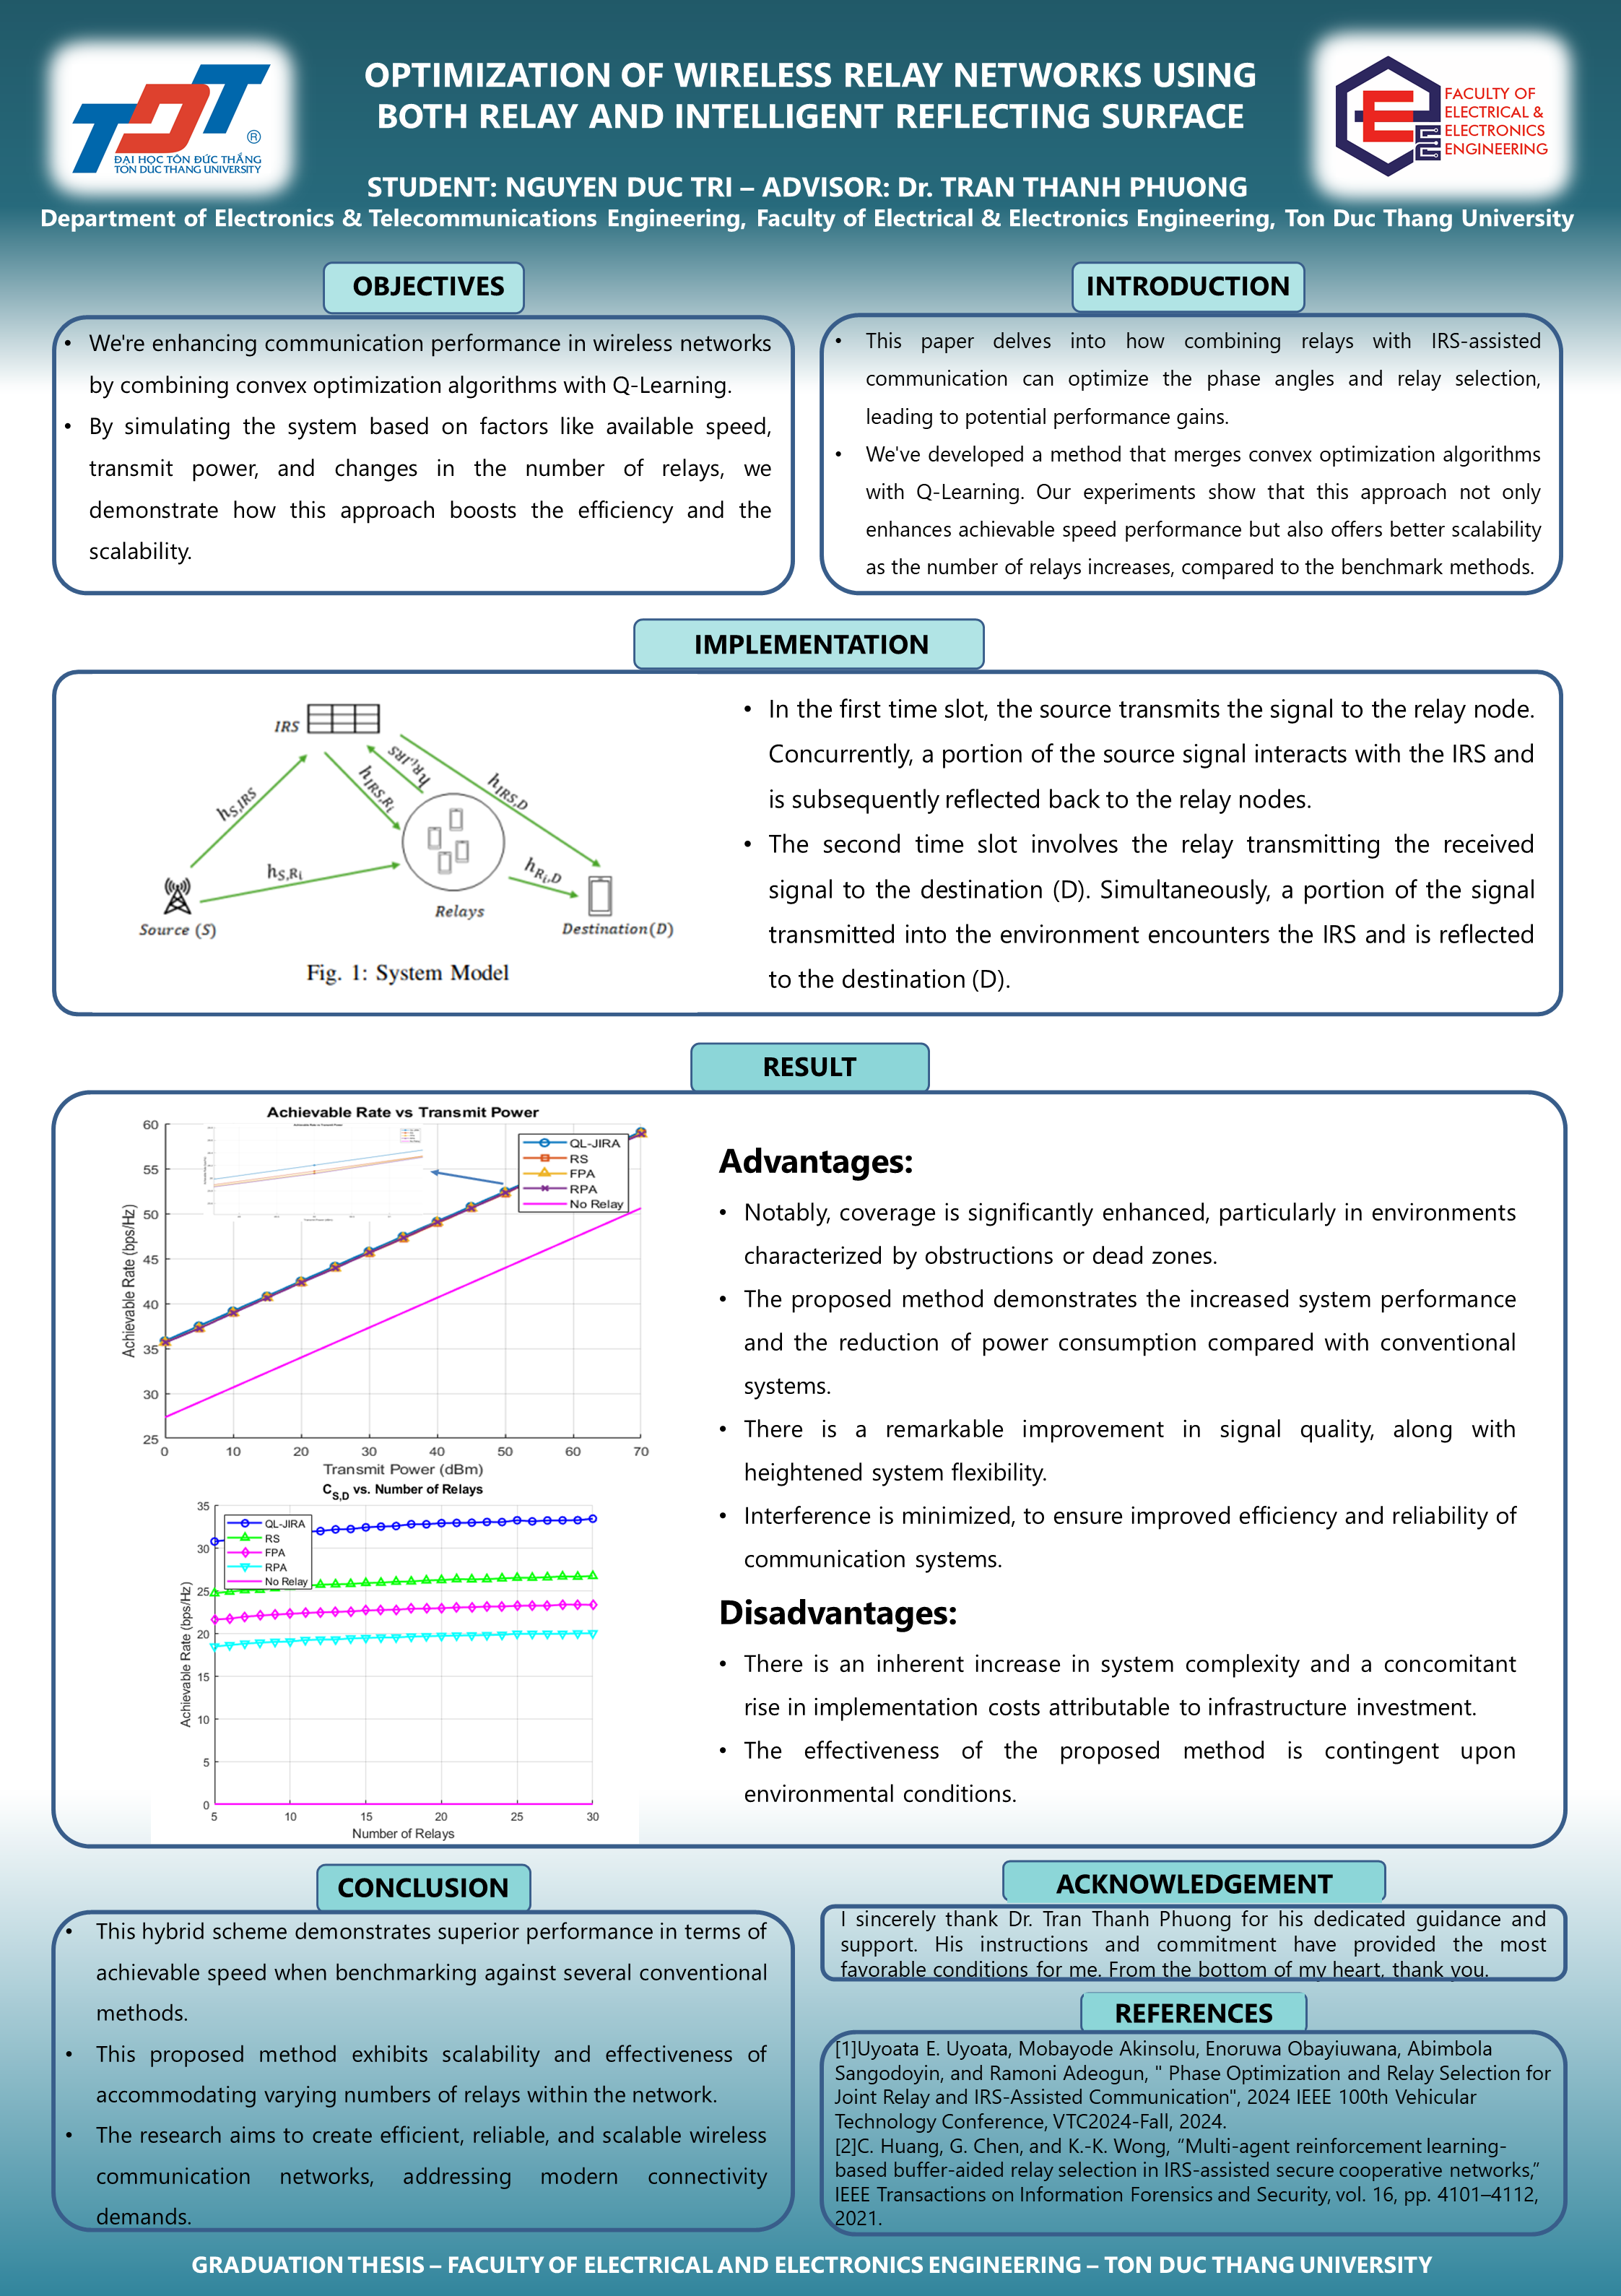 TDT
®
ĐẠI HỌC TÔN ĐỨC THẮNG
TON DUC THANG UNIVERSITY
OPTIMIZATION OF WIRELESS RELAY NETWORKS USING
BOTH RELAY AND INTELLIGENT REFLECTING SURFACE
FACULTY OF
ELECTRICAL &
ELECTRONICS
ENGINEERING
STUDENT: NGUYEN DUC TRI – ADVISOR: Dr. TRAN THANH PHUONG
Department of Electronics & Telecommunications Engineering, Faculty of Electrical & Electronics Engineering, Ton Duc Thang University
OBJECTIVES
• We're enhancing communication performance in wireless networks
by combining convex optimization algorithms with Q-Learning.
• By simulating the system based on factors like available speed,
transmit power, and changes in the number of relays, we
demonstrate how this approach boosts the efficiency and the
scalability.
INTRODUCTION
• This paper delves into how combining relays with IRS-assisted
communication can optimize the phase angles and relay selection,
leading to potential performance gains.
• We've developed a method that merges convex optimization algorithms
with Q-Learning. Our experiments show that this approach not only
enhances achievable speed performance but also offers better scalability
as the number of relays increases, compared to the benchmark methods.
IMPLEMENTATION
IRS
h_{S,IRS}
h_{IRS,R_i}
h_{R_i,IRS}
h_{IRS,D}
h_{S,R_i}
h_{R_i,D}
Source (S)
Relays
Destination(D)
Fig. 1: System Model
• In the first time slot, the source transmits the signal to the relay node.
Concurrently, a portion of the source signal interacts with the IRS and
is subsequently reflected back to the relay nodes.
• The second time slot involves the relay transmitting the received
signal to the destination (D). Simultaneously, a portion of the signal
transmitted into the environment encounters the IRS and is reflected
to the destination (D).
RESULT
Achievable Rate vs Transmit Power
60
55
50
45
40
35
30
25
Achievable Rate (bps/Hz)
QL-JIRA
RS
FPA
RPA
No Relay
0 10 20 30 40 50 60 70
Transmit Power (dBm)
C_{S,D} vs. Number of Relays
35
30
25
20
15
10
5
0
Achievable Rate (bps/Hz)
QL-JIRA
RS
FPA
RPA
No Relay
5 10 15 20 25 30
Number of Relays
Advantages:
• Notably, coverage is significantly enhanced, particularly in environments
characterized by obstructions or dead zones.
• The proposed method demonstrates the increased system performance
and the reduction of power consumption compared with conventional
systems.
• There is a remarkable improvement in signal quality, along with
heightened system flexibility.
• Interference is minimized, to ensure improved efficiency and reliability of
communication systems.
Disadvantages:
• There is an inherent increase in system complexity and a concomitant
rise in implementation costs attributable to infrastructure investment.
• The effectiveness of the proposed method is contingent upon
environmental conditions.
CONCLUSION
• This hybrid scheme demonstrates superior performance in terms of
achievable speed when benchmarking against several conventional
methods.
• This proposed method exhibits scalability and effectiveness of
accommodating varying numbers of relays within the network.
• The research aims to create efficient, reliable, and scalable wireless
communication networks, addressing modern connectivity
demands.
ACKNOWLEDGEMENT
I sincerely thank Dr. Tran Thanh Phuong for his dedicated guidance and
support. His instructions and commitment have provided the most
favorable conditions for me. From the bottom of my heart, thank you.
REFERENCES
[1]Uyoata E. Uyoata, Mobayode Akinsolu, Enoruwa Obayiuwana, Abimbola
Sangodoyin, and Ramoni Adeogun, " Phase Optimization and Relay Selection for
Joint Relay and IRS-Assisted Communication", 2024 IEEE 100th Vehicular
Technology Conference, VTC2024-Fall, 2024.
[2]C. Huang, G. Chen, and K.-K. Wong, “Multi-agent reinforcement learning-
based buffer-aided relay selection in IRS-assisted secure cooperative networks,”
IEEE Transactions on Information Forensics and Security, vol. 16, pp. 4101–4112,
2021.
GRADUATION THESIS – FACULTY OF ELECTRICAL AND ELECTRONICS ENGINEERING – TON DUC THANG UNIVERSITY